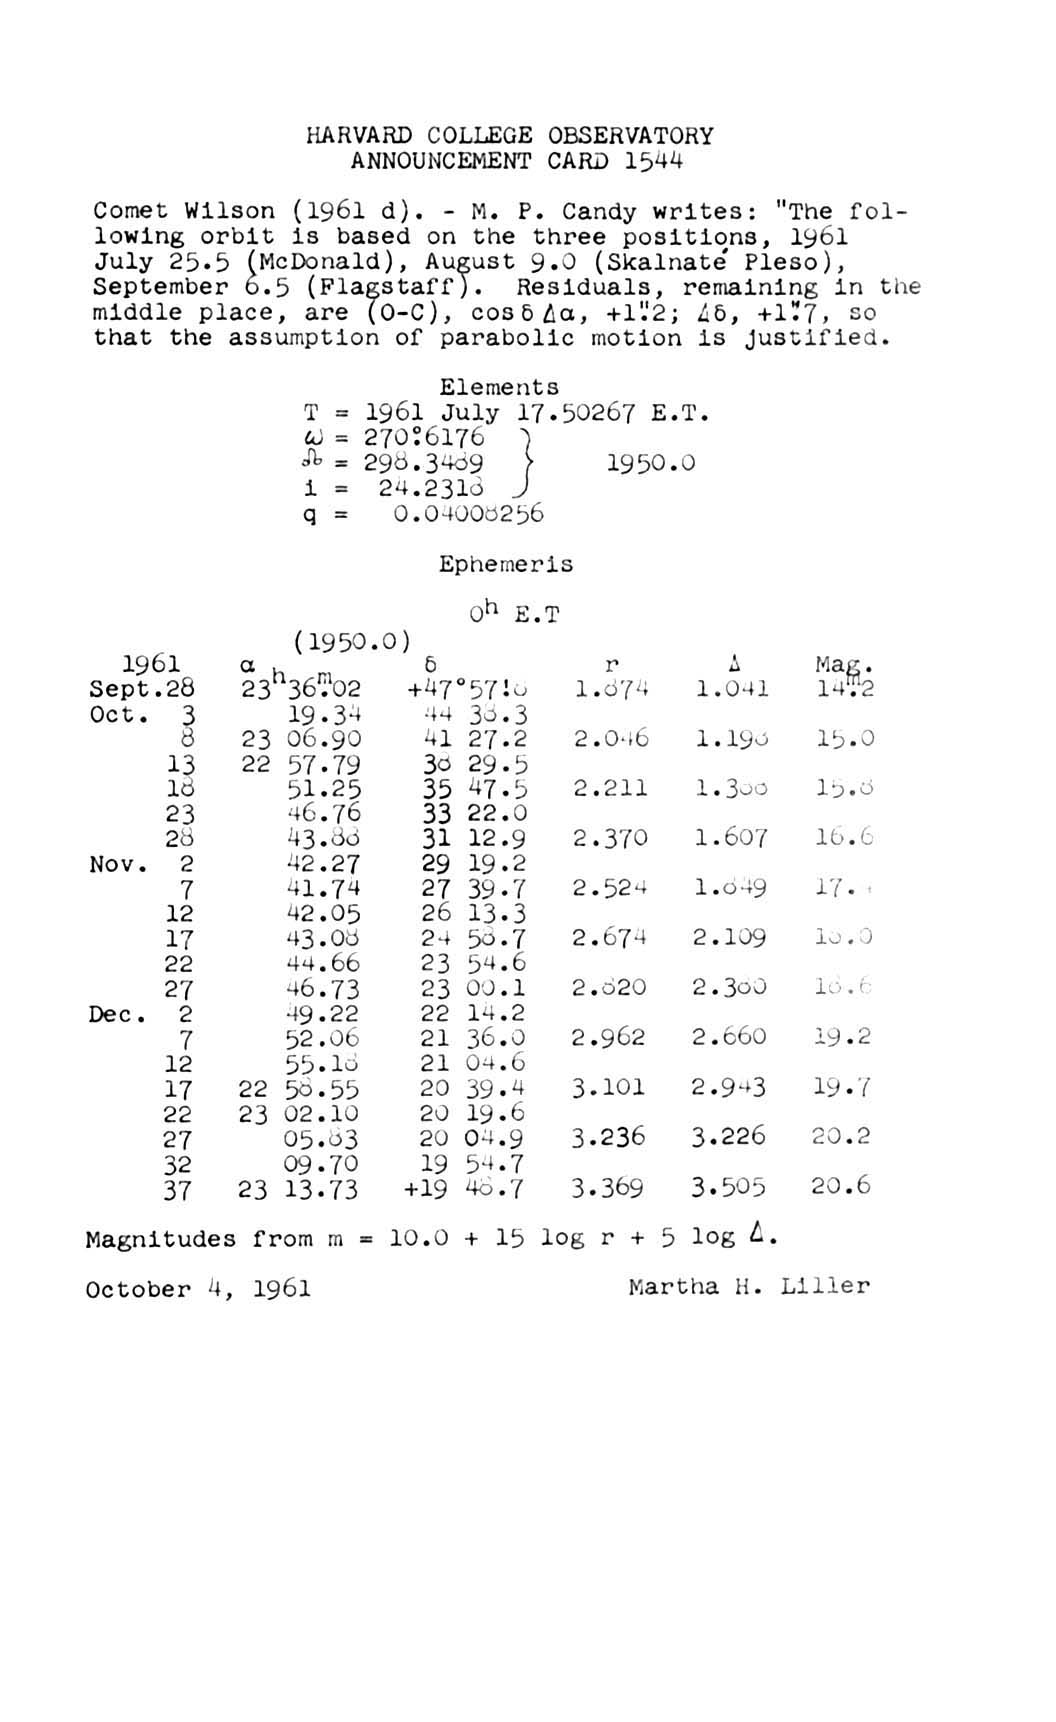 HARVARD COLLEGE OBSERVATORY
ANNOUNCEMENT CARD 1544
Comet Wilson (1961 d). - M. P. Candy writes: "The fol-
lowing orbit is based on the three positions, 1961
July 25.5 (McDonald), August 9.0 (Skalnaté Pleso),
September 6.5 (Flagstaff). Residuals, remaining in the
middle place, are (O-C), cosδΔα, +1".2; Δδ, +1".7, so
that the assumption of parabolic motion is justified.
Elements
T = 1961 July 17.50267 E.T.
ω = 270°.6176
☊ = 298.3489 } 1950.0
i = 24.2318
q = 0.04008256
Ephemeris
0h E.T
(1950.0)
1961 α δ r Δ Mag.
Sept.28 23h36m.02 +47°57!8 1.874 1.041 14m.2
Oct. 3 19.34 44 38.3
8 23 06.90 41 27.2 2.046 1.198 15.0
13 22 57.79 38 29.5
18 51.25 35 47.5 2.211 1.388 15.8
23 46.76 33 22.0
28 43.88 31 12.9 2.370 1.607 16.6
Nov. 2 42.27 29 19.2
7 41.74 27 39.7 2.524 1.849 17.
12 42.05 26 13.3
17 43.08 24 58.7 2.674 2.109 18.0
22 44.66 23 54.6
27 46.73 23 00.1 2.820 2.380 18.6
Dec. 2 49.22 22 14.2
7 52.06 21 36.0 2.962 2.660 19.2
12 55.18 21 04.6
17 22 58.55 20 39.4 3.101 2.943 19.7
22 23 02.10 20 19.6
27 05.83 20 04.9 3.236 3.226 20.2
32 09.70 19 54.7
37 23 13.73 +19 48.7 3.369 3.505 20.6
Magnitudes from m = 10.0 + 15 log r + 5 log Δ.
October 4, 1961 Martha H. Liller